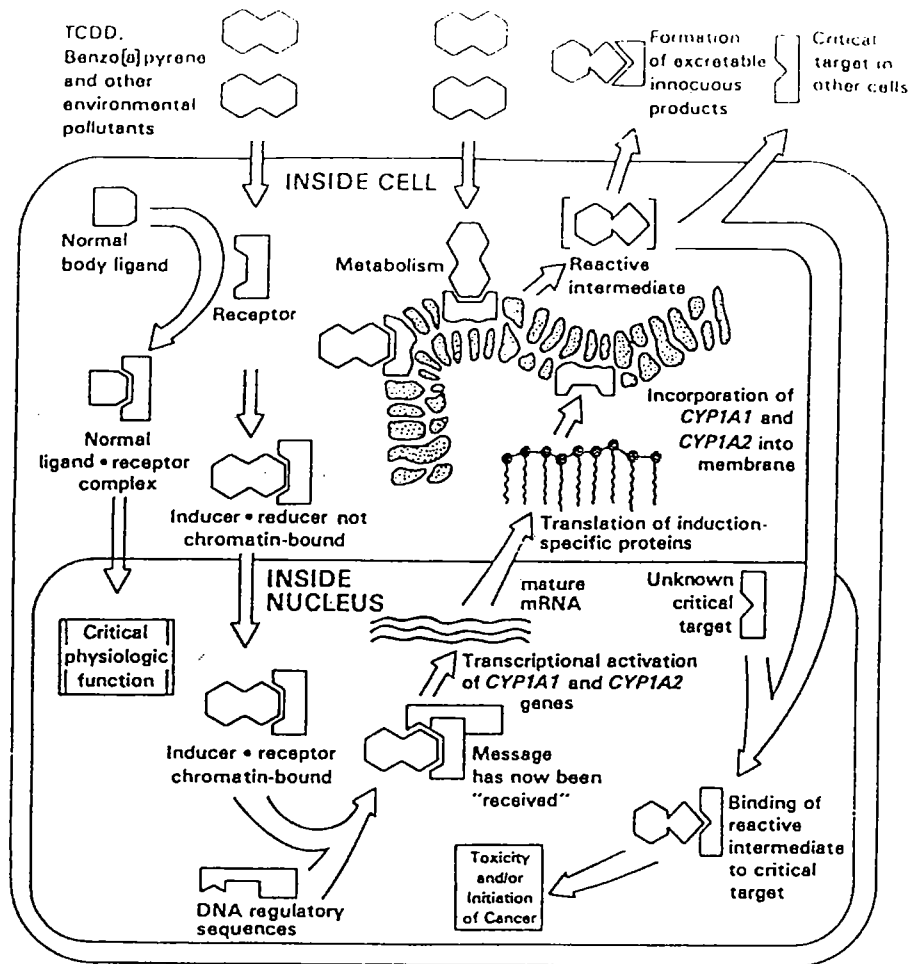 TCDD,
Benzo[a]pyrene
and other
environmental
pollutants
Formation
of excretable
innocuous
products
Critical
target in
other cells
INSIDE CELL
Normal
body ligand
Receptor
Metabolism
Reactive
intermediate
Normal
ligand • receptor
complex
Inducer • reducer not
chromatin-bound
Incorporation of
CYP1A1 and
CYP1A2 into
membrane
Translation of induction-
specific proteins
INSIDE
NUCLEUS
mature
mRNA
Unknown
critical
target
Critical
physiologic
function
Transcriptional activation
of CYP1A1 and CYP1A2
genes
Inducer • receptor
chromatin-bound
Message
has now been
"received"
DNA regulatory
sequences
Toxicity
and/or
Initiation
of Cancer
Binding of
reactive
intermediate
to critical
target